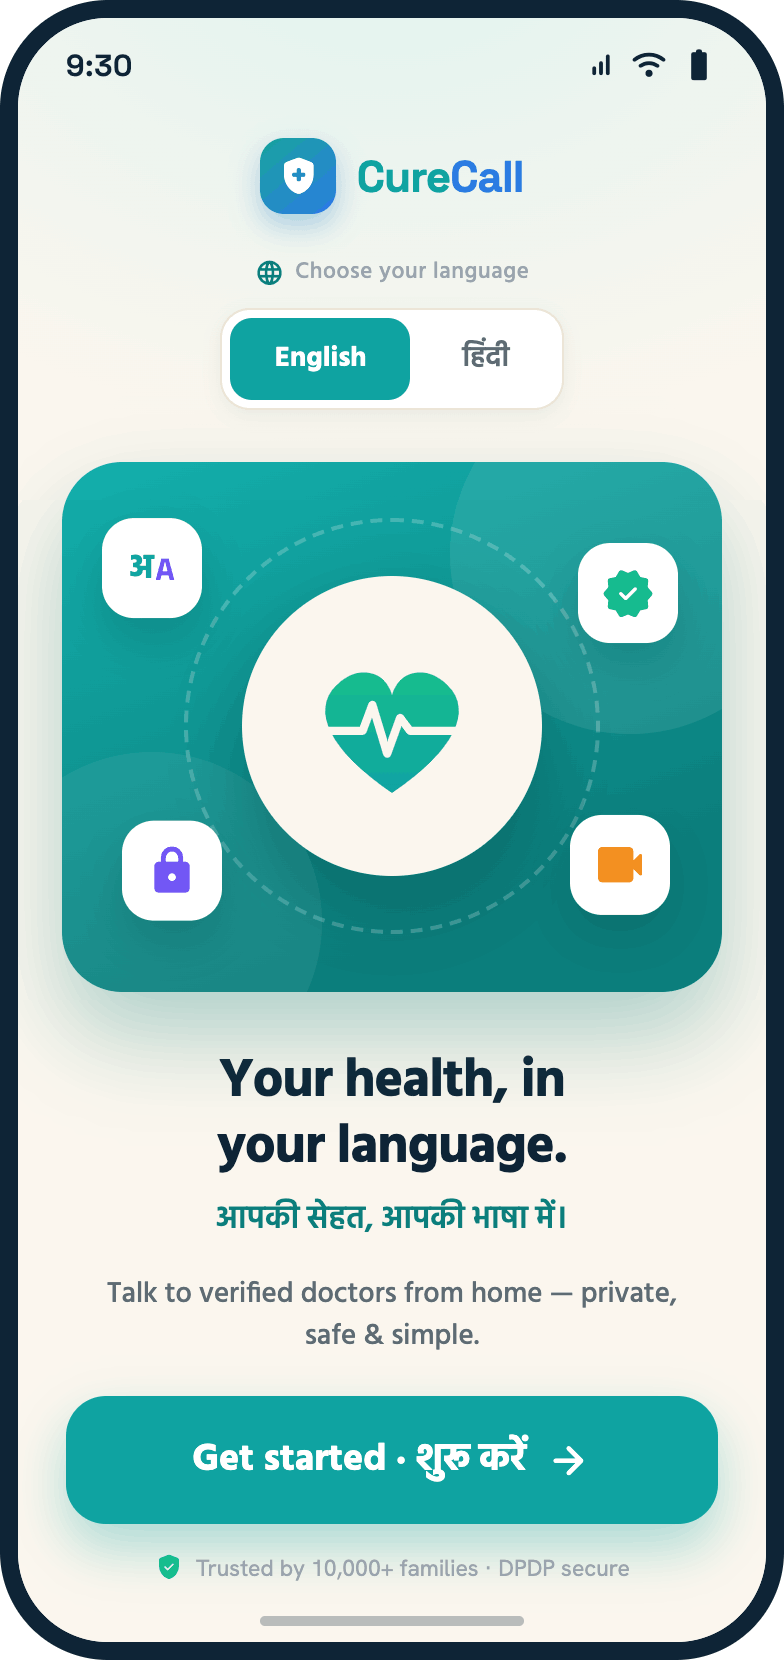 9:30
CureCall
Choose your language
English हिंदी
अA
Your health, in
your language.
आपकी सेहत, आपकी भाषा में।
Talk to verified doctors from home — private,
safe & simple.
Get started · शुरू करें →
Trusted by 10,000+ families · DPDP secure